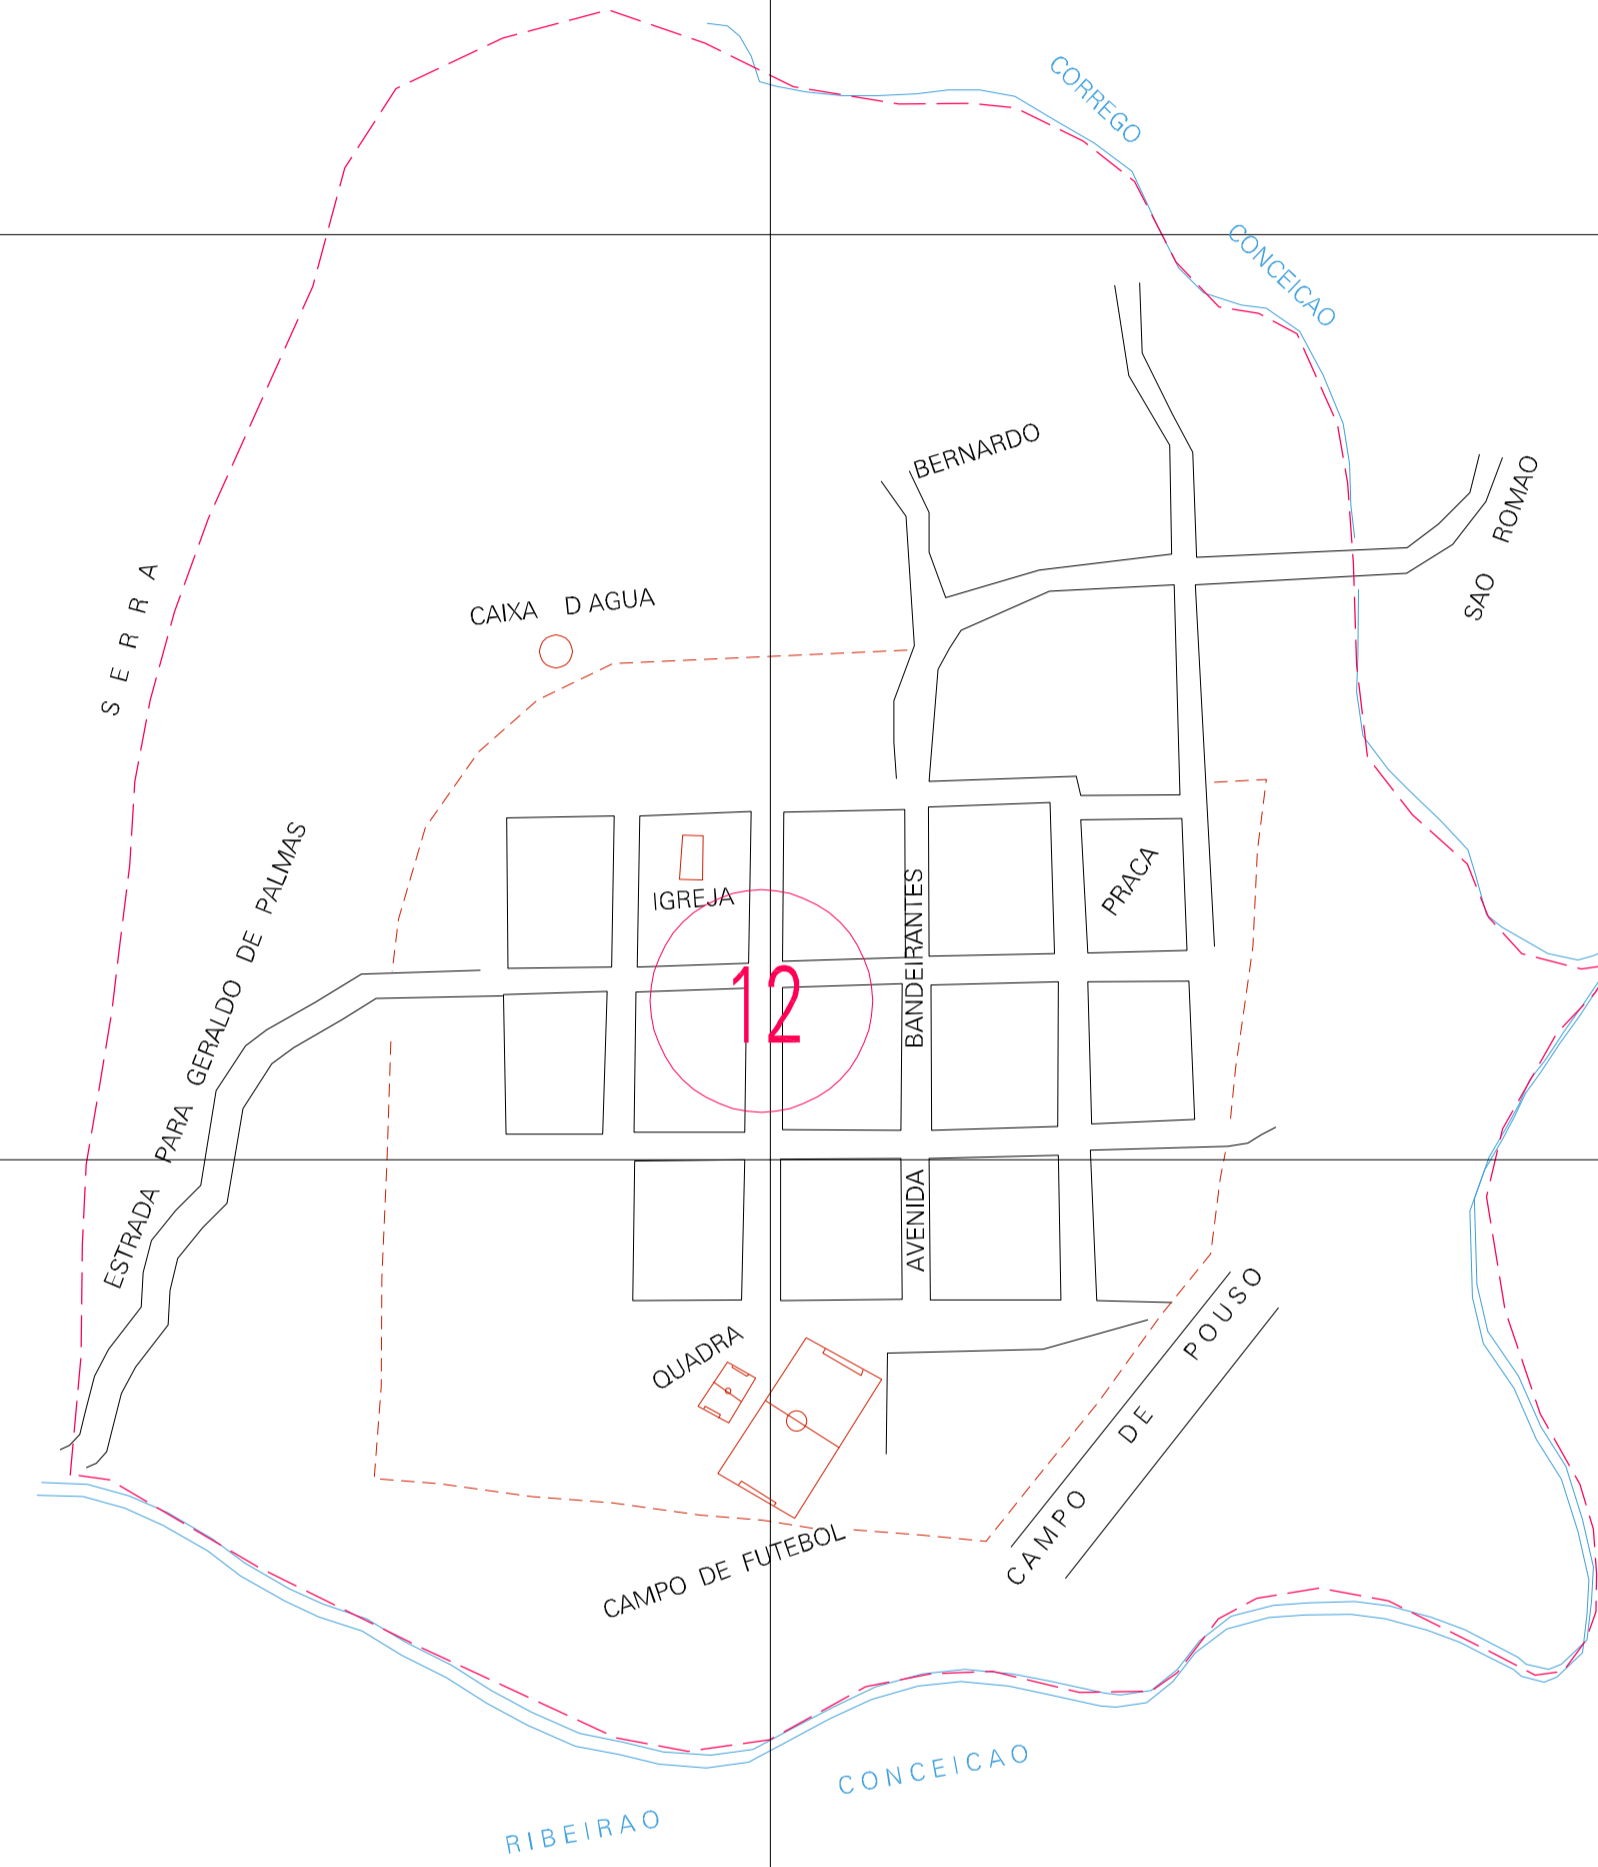 CORREGO
CONCEICAO
BERNARDO
SAO ROMAO
SERRA
CAIXA D AGUA
ESTRADA PARA GERALDO DE PALMAS
IGREJA
PRACA
12
AVENIDA BANDEIRANTES
QUADRA
CAMPO DE POUSO
CAMPO DE FUTEBOL
RIBEIRAO CONCEICAO